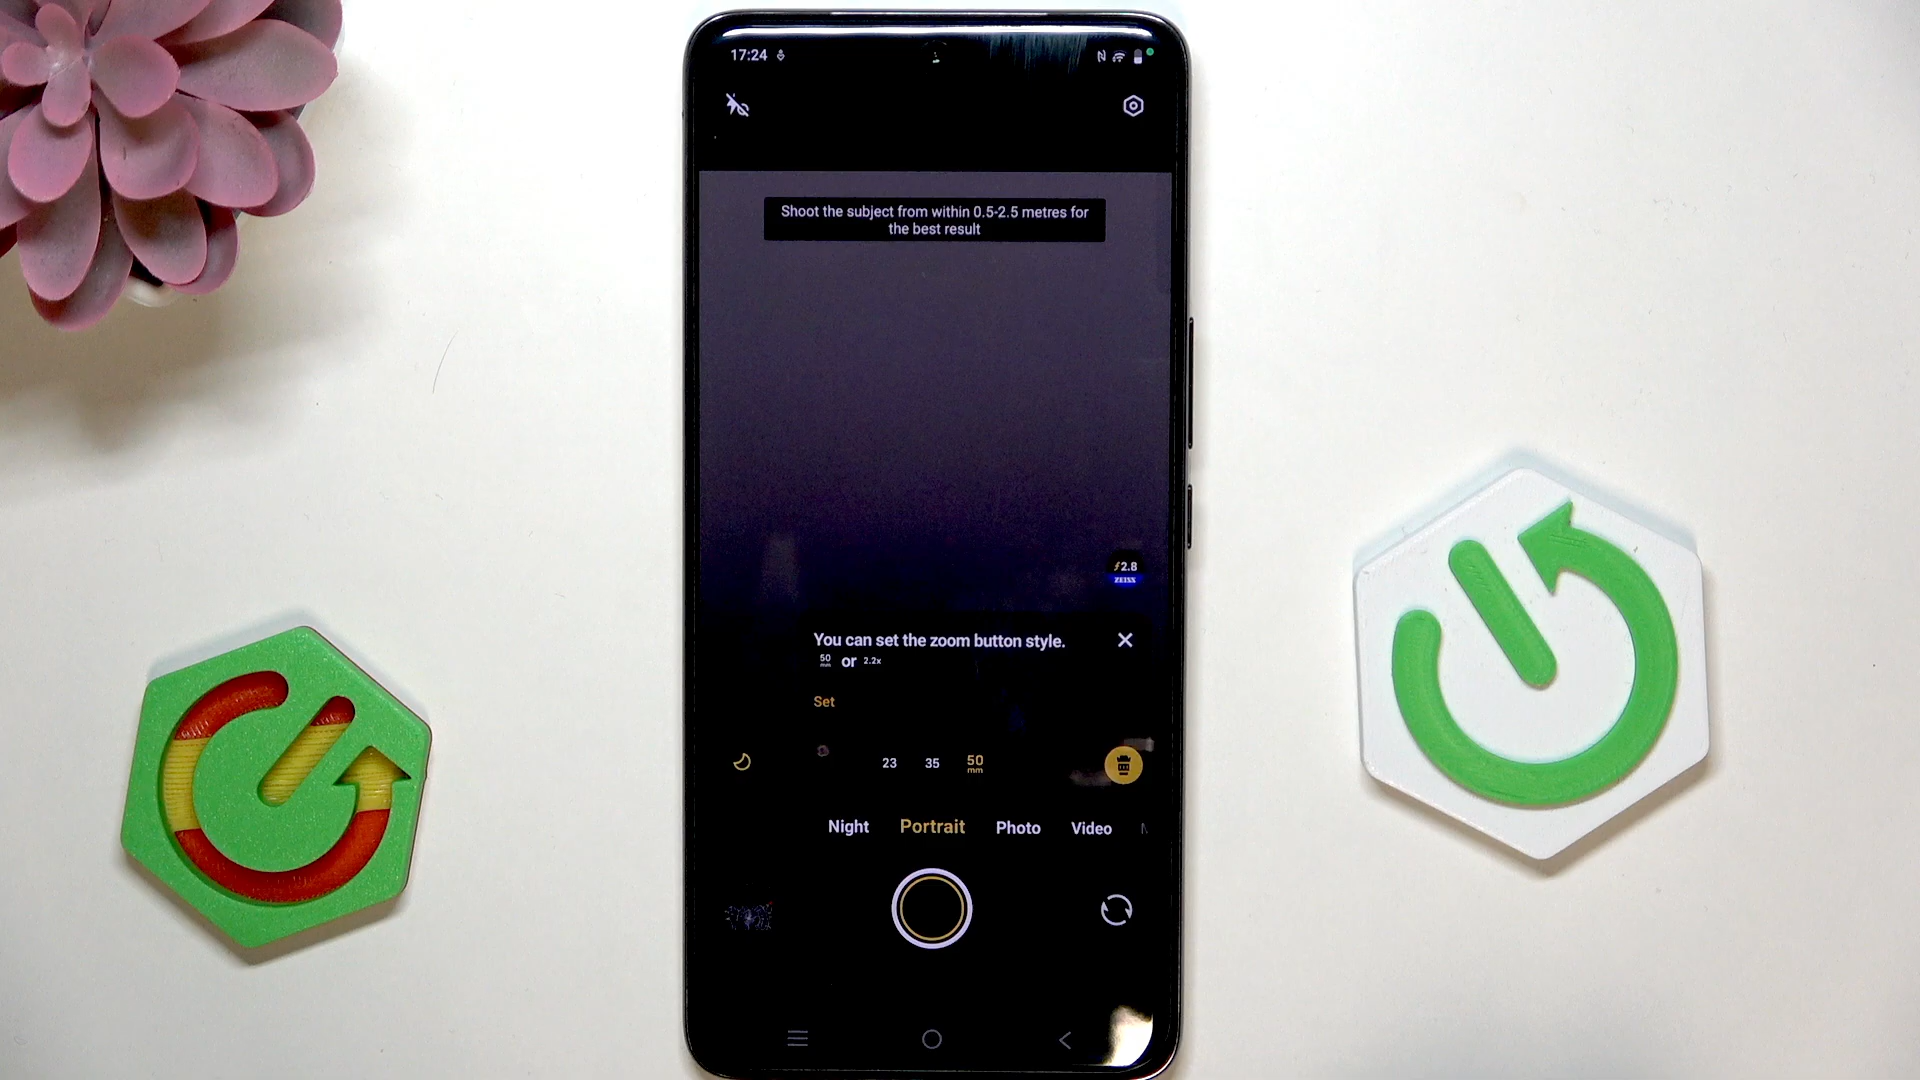 17:24
Shoot the subject from within 0.5-2.5 metres for
the best result
f2.8
ZEISS
You can set the zoom button style.
50 mm or 2.2x
Set
23 35 50 mm
Night Portrait Photo Video